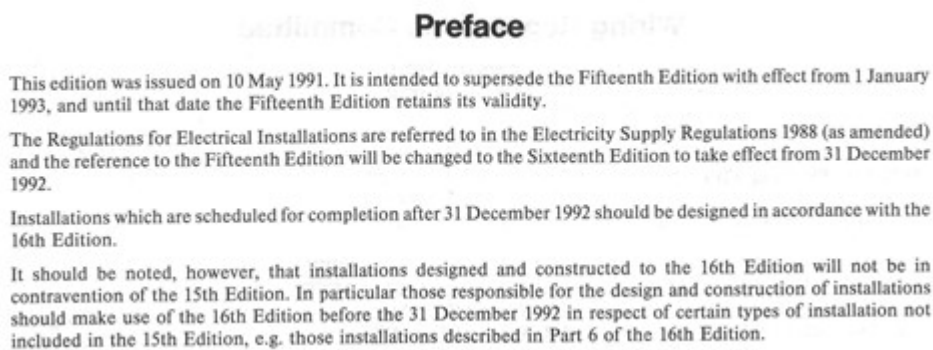 Preface
This edition was issued on 10 May 1991. It is intended to supersede the Fifteenth Edition with effect from 1 January
1993, and until that date the Fifteenth Edition retains its validity.
The Regulations for Electrical Installations are referred to in the Electricity Supply Regulations 1988 (as amended)
and the reference to the Fifteenth Edition will be changed to the Sixteenth Edition to take effect from 31 December
1992.
Installations which are scheduled for completion after 31 December 1992 should be designed in accordance with the
16th Edition.
It should be noted, however, that installations designed and constructed to the 16th Edition will not be in
contravention of the 15th Edition. In particular those responsible for the design and construction of installations
should make use of the 16th Edition before the 31 December 1992 in respect of certain types of installation not
included in the 15th Edition, e.g. those installations described in Part 6 of the 16th Edition.